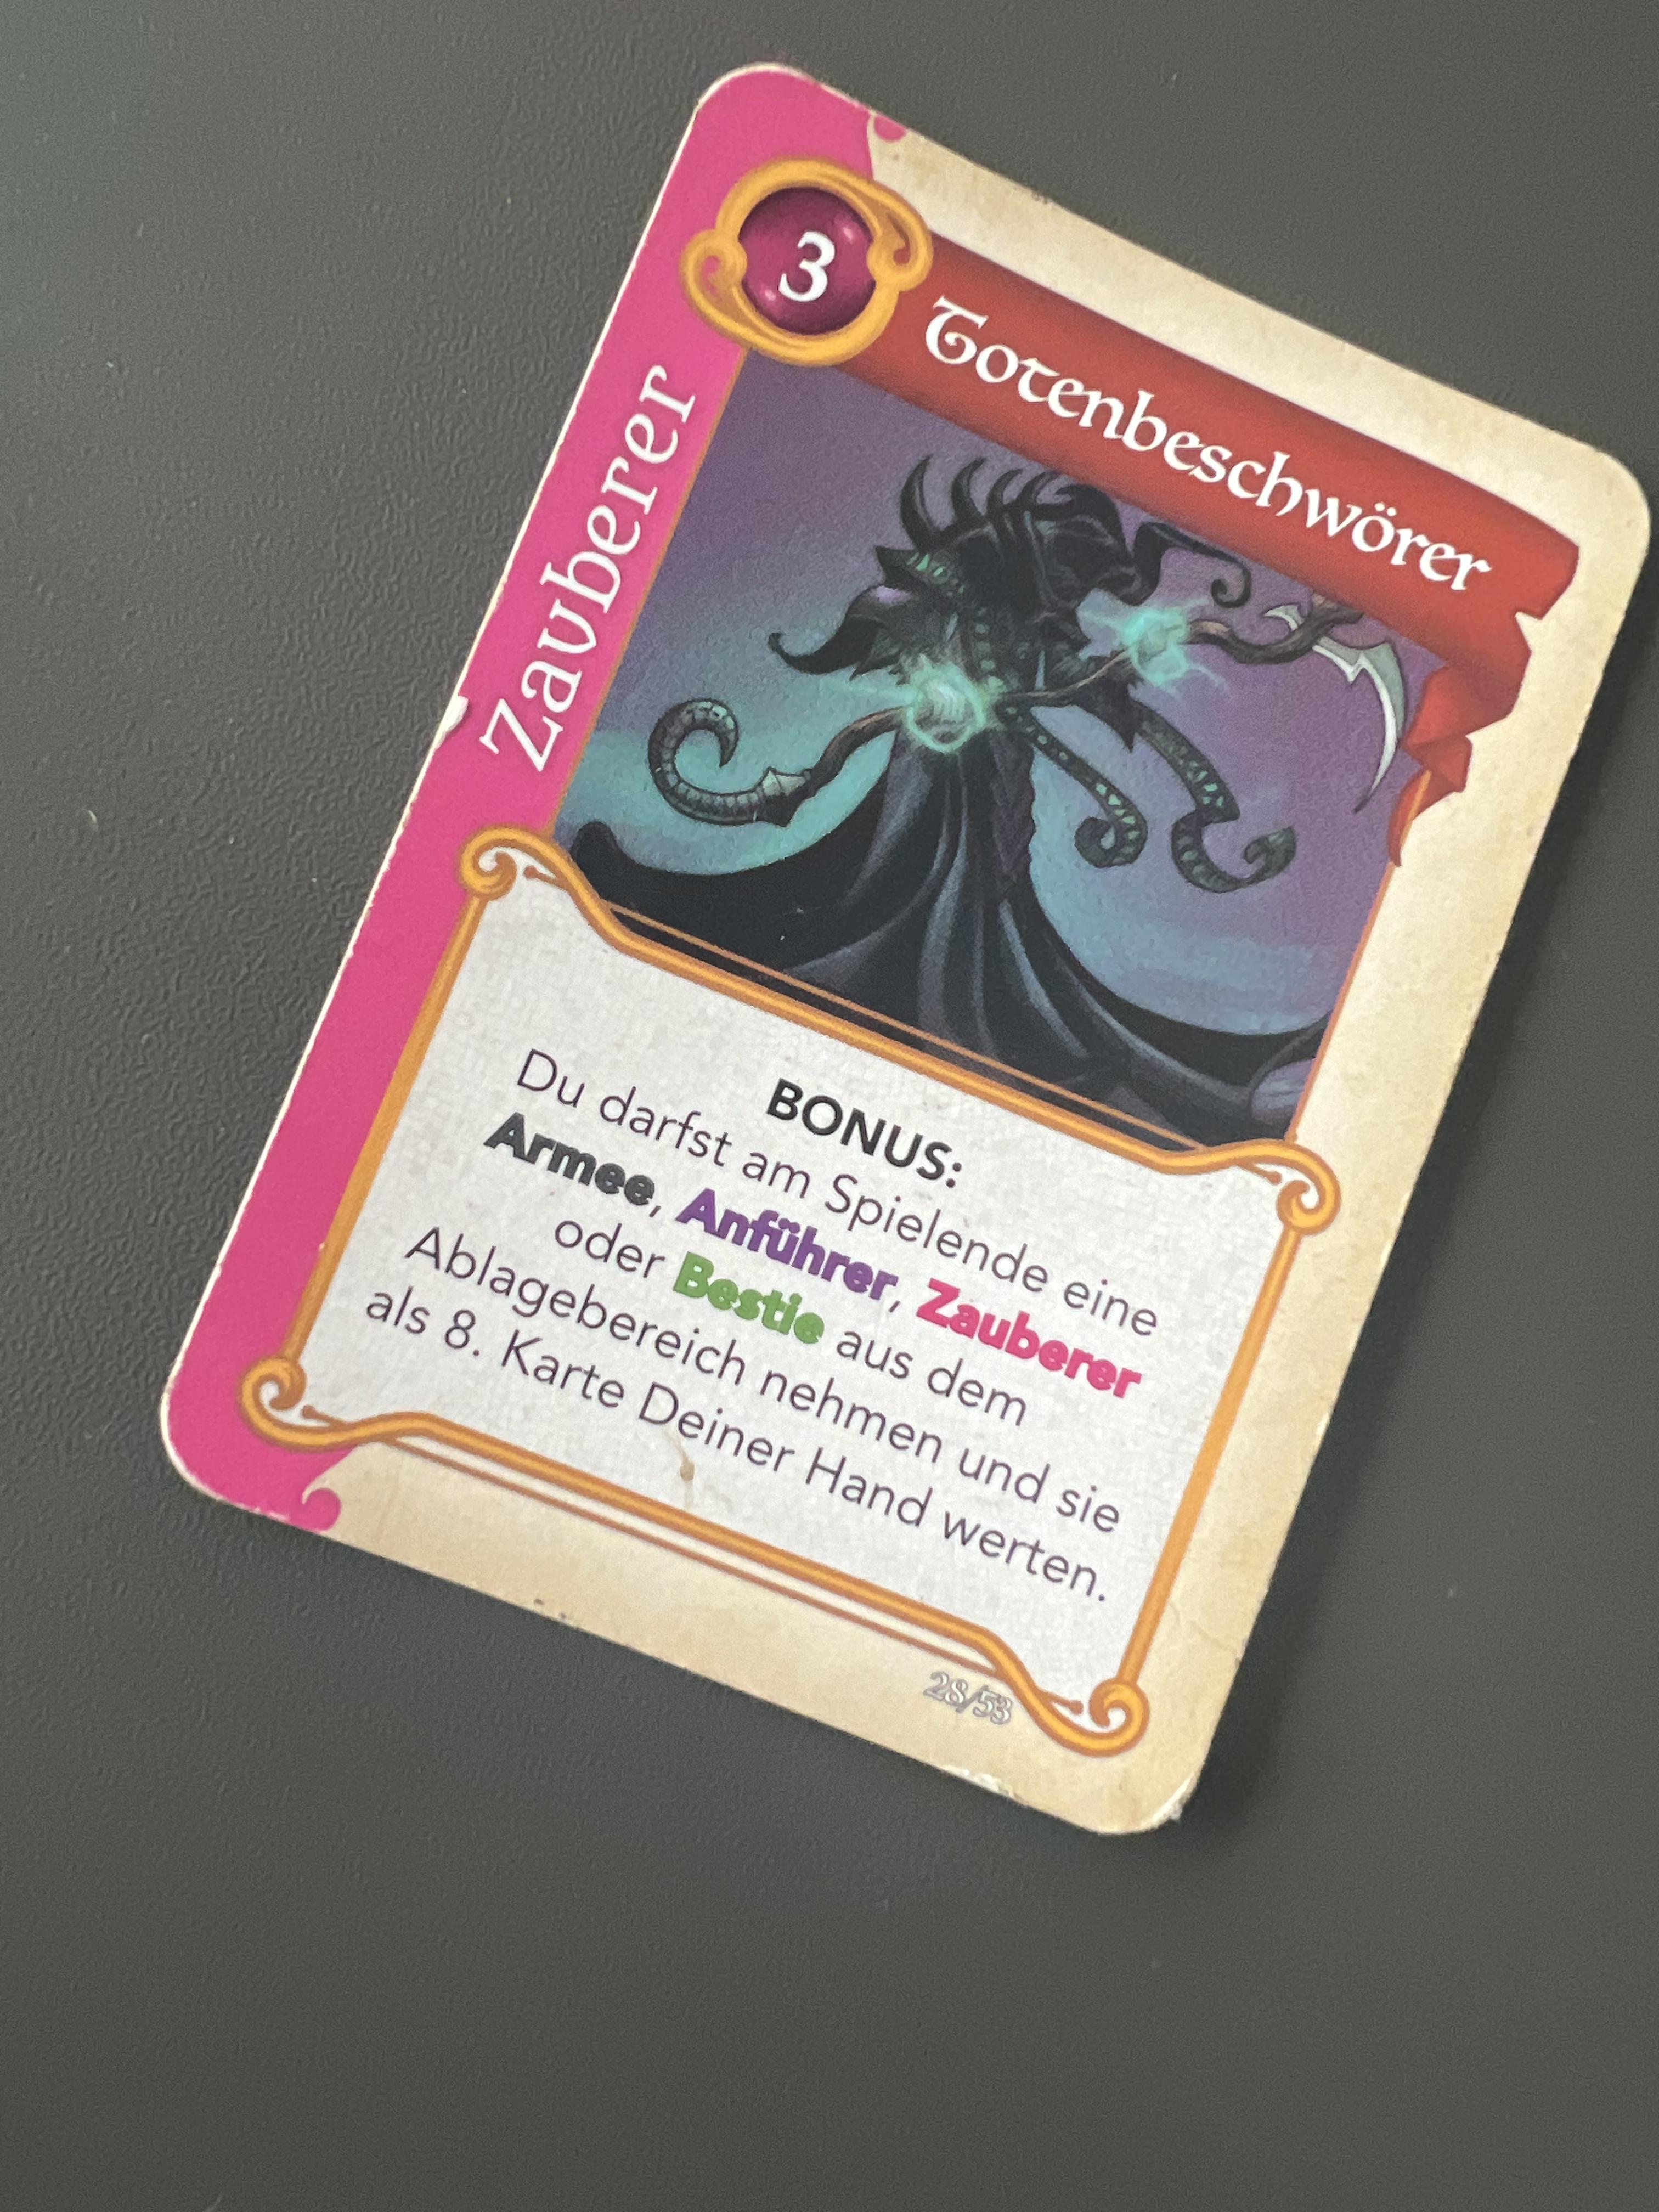 3
Totenbeschwörer
Zauberer
BONUS:
Du darfst am Spielende eine
Armee, Anführer, Zauberer
oder Bestie aus dem
Ablagebereich nehmen und sie
als 8. Karte Deiner Hand werten.
28/53